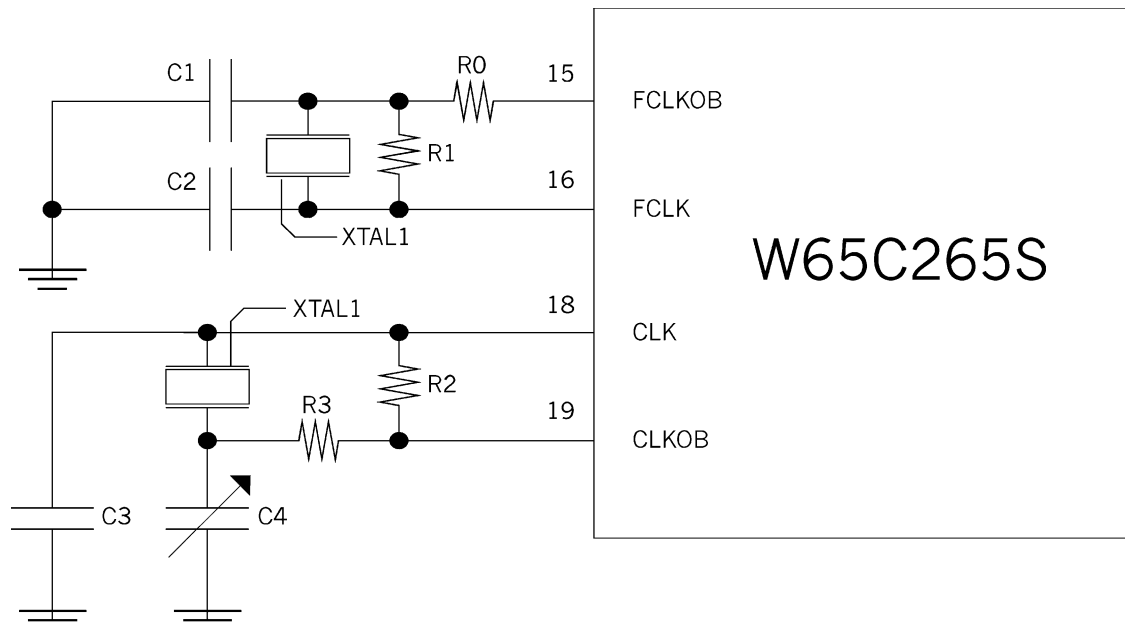 R0
C1
15
FCLKOB
R1
C2
16
FCLK
XTAL1
W65C265S
XTAL1
18
CLK
R2
R3
19
CLKOB
C3
C4